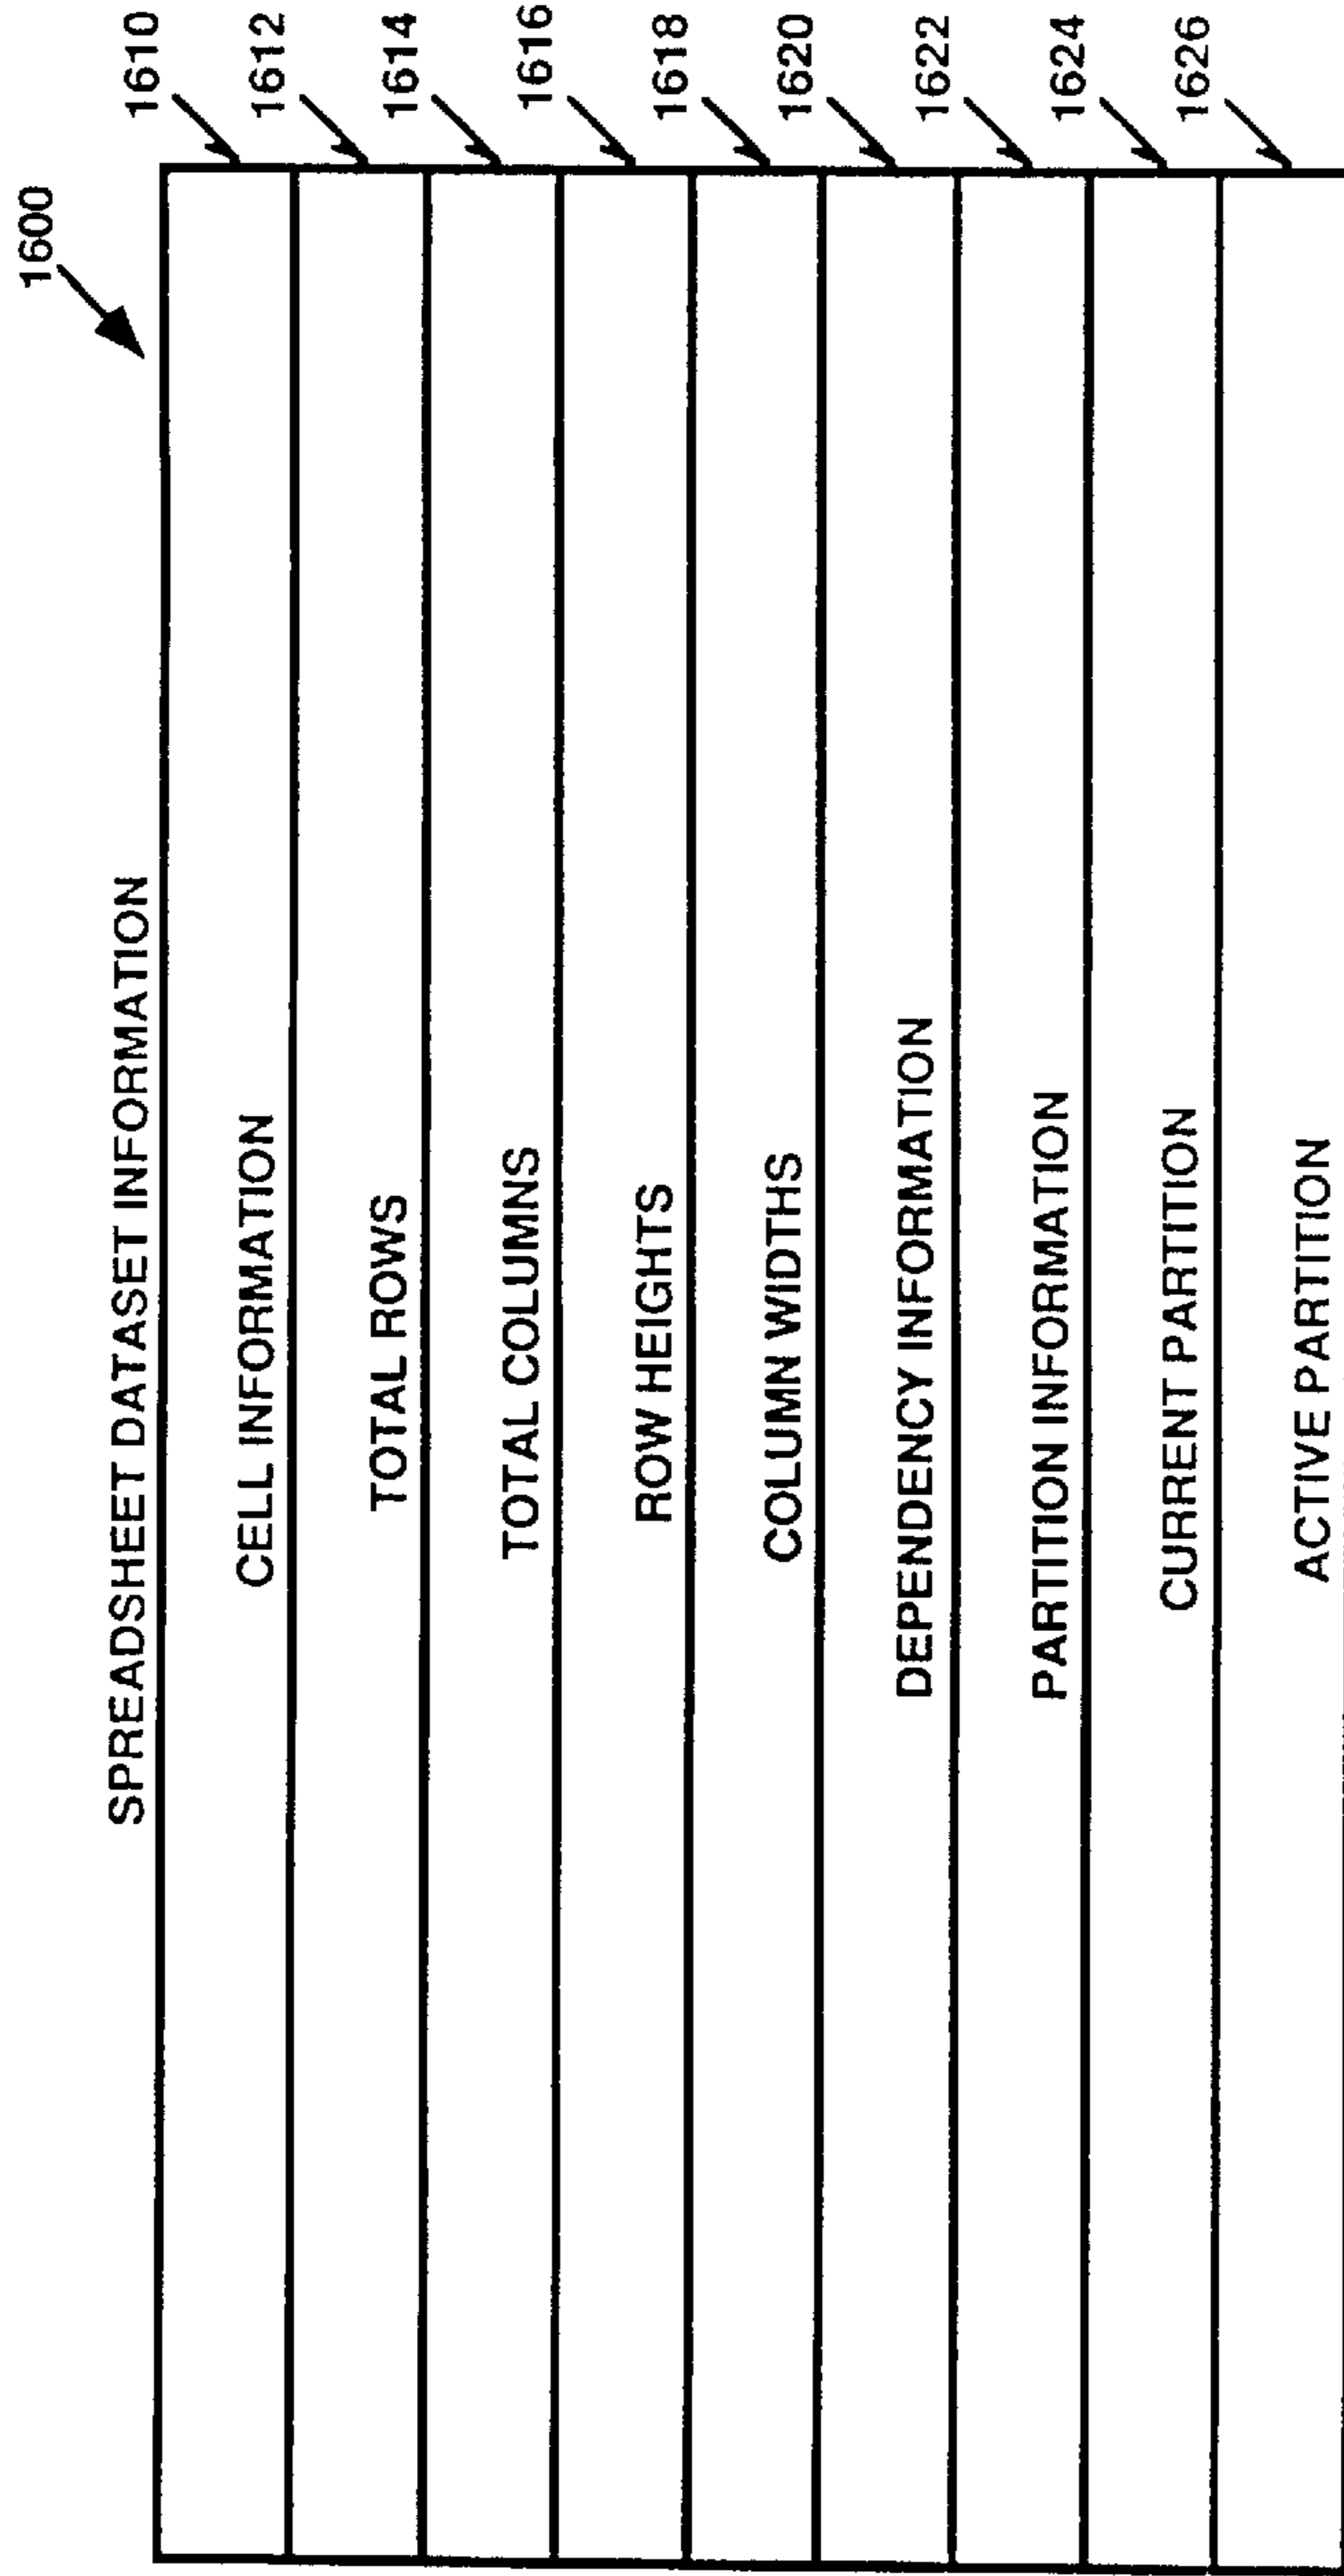 1600
SPREADSHEET DATASET INFORMATION
CELL INFORMATION 1610
TOTAL ROWS 1612
TOTAL COLUMNS 1614
ROW HEIGHTS 1616
COLUMN WIDTHS 1618
DEPENDENCY INFORMATION 1620
PARTITION INFORMATION 1622
CURRENT PARTITION 1624
ACTIVE PARTITION 1626